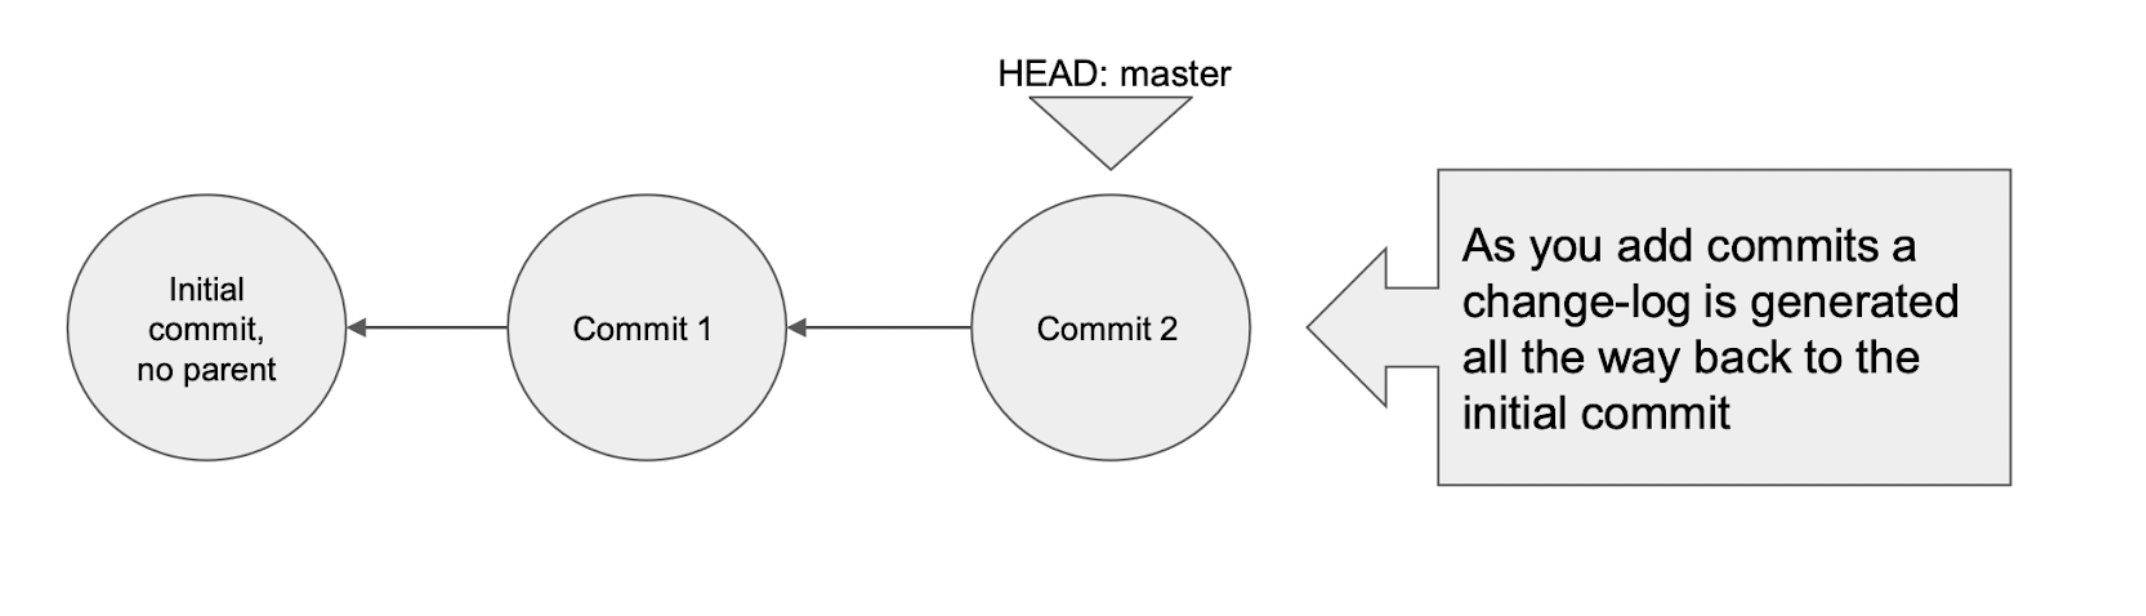 HEAD: master
Initial
commit,
no parent
Commit 1
Commit 2
As you add commits a
change-log is generated
all the way back to the
initial commit